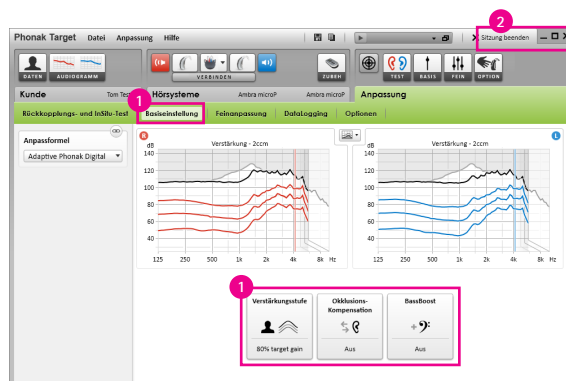 2
Phonak Target Datei Anpassung Hilfe
Sitzung beenden
DATEN AUDIOGRAMM
VERBINDEN
ZUBEH
TEST BASIS FEIN OPTION
Kunde
Hörsysteme Ambra microP Ambra microP
Anpassung
1
Rückkopplungs- und InSitu-Test Basiseinstellung Feinanpassung DataLogging Optionen
Anpassformel
Adaptive Phonak Digital
R
dB Verstärkung - 2ccm
140
120
100
80
60
40
125 250 500 1k 2k 4k 8k Hz
L
dB Verstärkung - 2ccm
140
120
100
80
60
40
125 250 500 1k 2k 4k 8k Hz
1
Verstärkungsstufe
80% target gain
Okklusions-
Kompensation
Aus
BassBoost
Aus